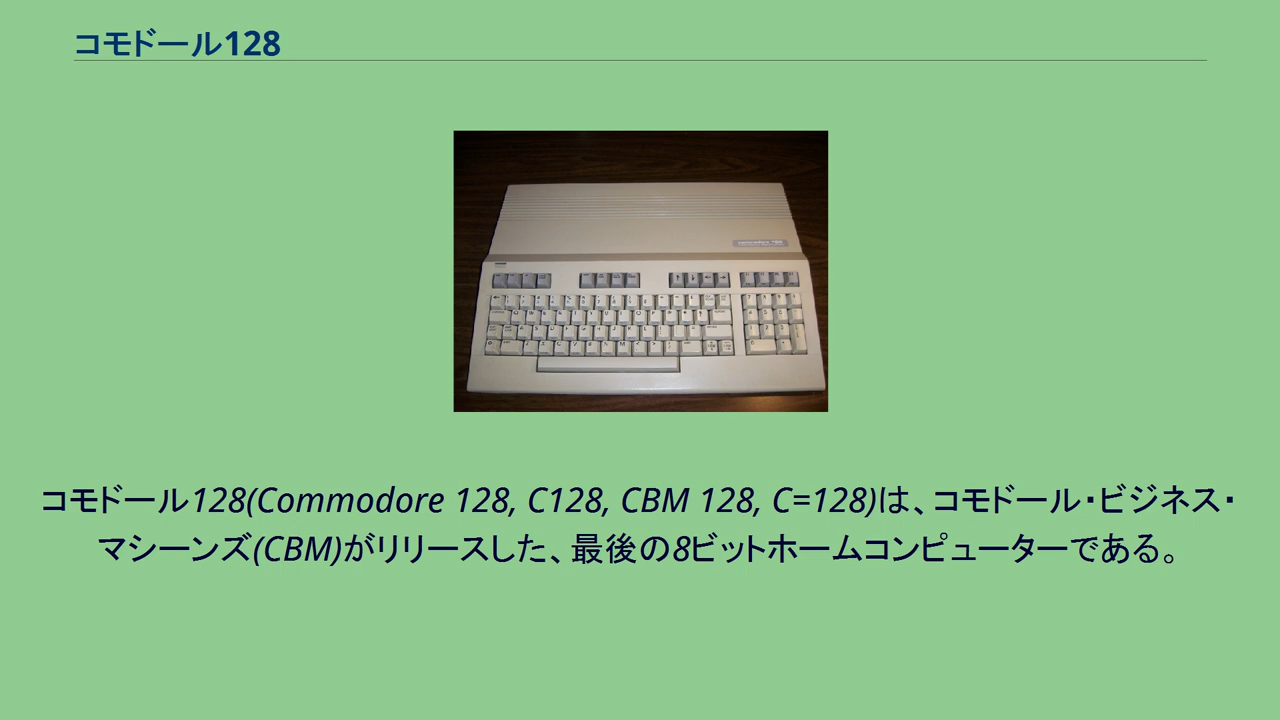 コモドール128
コモドール128(Commodore 128, C128, CBM 128, C=128)は、コモドール・ビジネス・
マシーンズ(CBM)がリリースした、最後の8ビットホームコンピューターである。